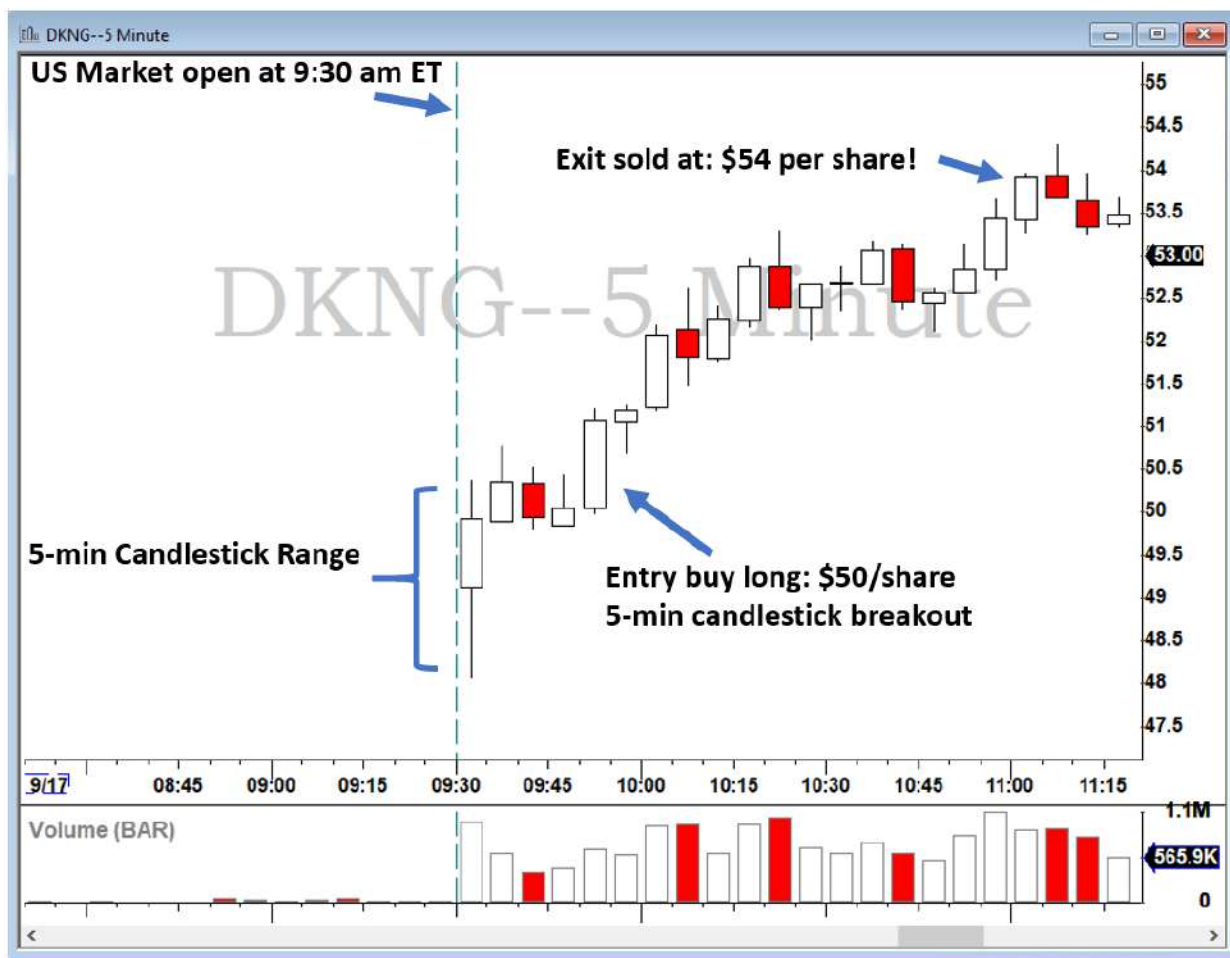 DKNG--5 Minute
US Market open at 9:30 am ET
Exit sold at: $54 per share!
DKNG--5 Minute
5-min Candlestick Range
Entry buy long: $50/share
5-min candlestick breakout
55
54.5
54
53.5
53.00
52.5
52
51.5
51
50.5
50
49.5
49
48.5
48
47.5
9/17 08:45 09:00 09:15 09:30 09:45 10:00 10:15 10:30 10:45 11:00 11:15
Volume (BAR)
1.1M
565.9K
0